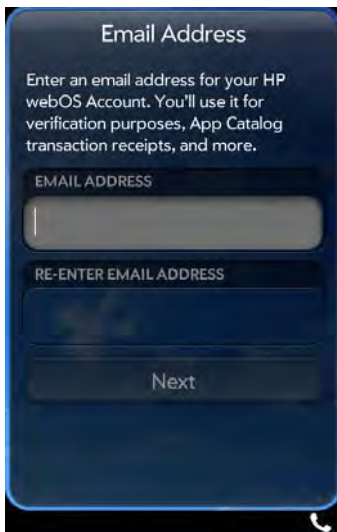 Email Address
Enter an email address for your HP
webOS Account. You'll use it for
verification purposes, App Catalog
transaction receipts, and more.
EMAIL ADDRESS
RE-ENTER EMAIL ADDRESS
Next